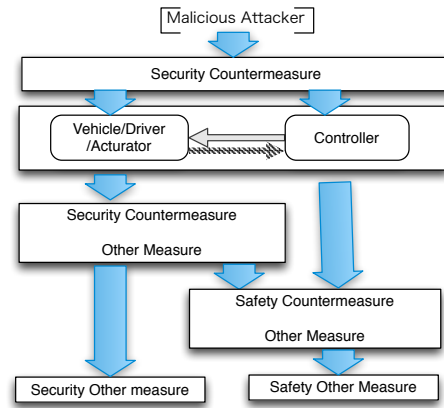 Malicious Attacker
Security Countermeasure
Vehicle/Driver
/Acturator
Controller
Security Countermeasure
Other Measure
Safety Countermeasure
Other Measure
Security Other measure
Safety Other Measure